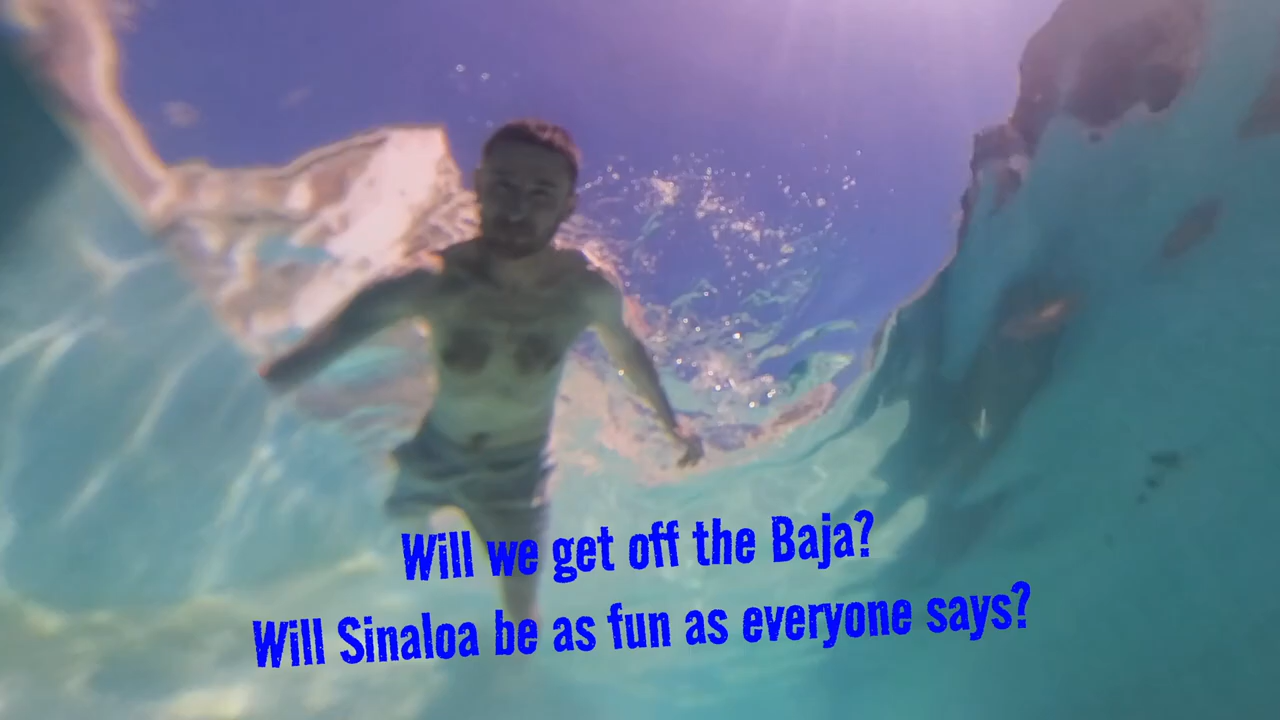 Will we get off the Baja?
Will Sinaloa be as fun as everyone says?